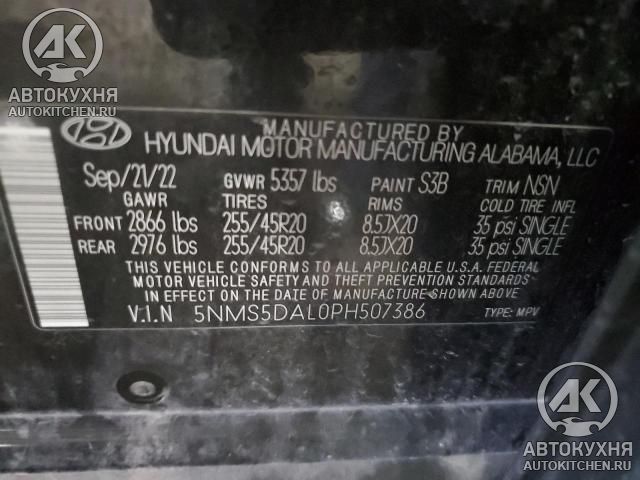 АК
АВТОКУХНЯ
AUTOKITCHEN.RU
MANUFACTURED BY
HYUNDAI MOTOR MANUFACTURING ALABAMA, LLC
Sep/21/22 GVWR 5357 lbs PAINT S3B TRIM NSN
GAWR TIRES RIMS COLD TIRE INFL
FRONT 2866 lbs 255/45R20 8.5JX20 35 psi SINGLE
REAR 2976 lbs 255/45R20 8.5JX20 35 psi SINGLE
THIS VEHICLE CONFORMS TO ALL APPLICABLE U.S.A. FEDERAL
MOTOR VEHICLE SAFETY AND THEFT PREVENTION STANDARDS
IN EFFECT ON THE DATE OF MANUFACTURE SHOWN ABOVE.
V.I.N 5NMS5DAL0PH507386 TYPE: MPV
АК
АВТОКУХНЯ
AUTOKITCHEN.RU